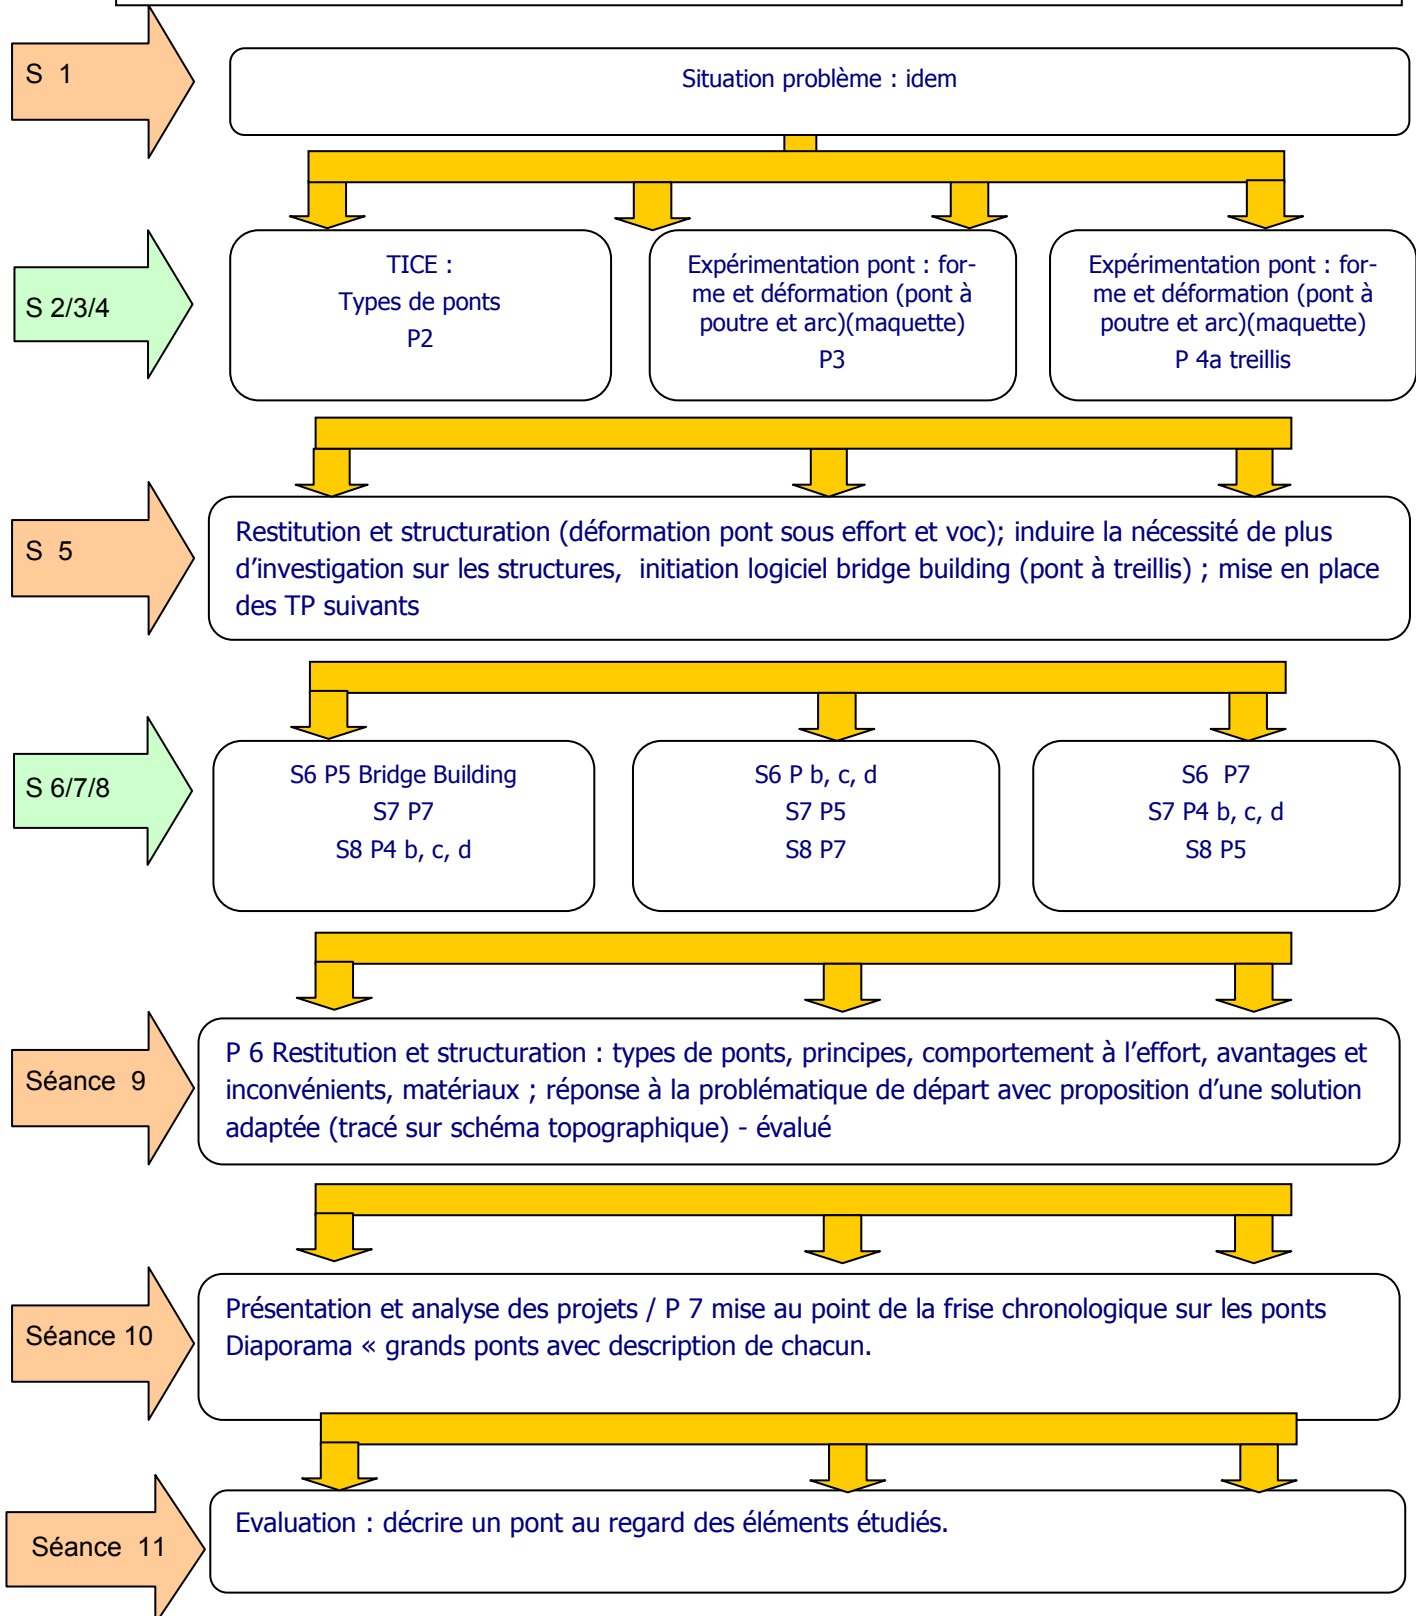 S 1
Situation problème : idem
S 2/3/4
TICE :
Types de ponts
P2
Expérimentation pont : for-
me et déformation (pont à
poutre et arc)(maquette)
P3
Expérimentation pont : for-
me et déformation (pont à
poutre et arc)(maquette)
P 4a treillis
S 5
Restitution et structuration (déformation pont sous effort et voc); induire la nécessité de plus
d’investigation sur les structures, initiation logiciel bridge building (pont à treillis) ; mise en place
des TP suivants
S 6/7/8
S6 P5 Bridge Building
S7 P7
S8 P4 b, c, d
S6 P b, c, d
S7 P5
S8 P7
S6 P7
S7 P4 b, c, d
S8 P5
Séance 9
P 6 Restitution et structuration : types de ponts, principes, comportement à l’effort, avantages et
inconvénients, matériaux ; réponse à la problématique de départ avec proposition d’une solution
adaptée (tracé sur schéma topographique) - évalué
Séance 10
Présentation et analyse des projets / P 7 mise au point de la frise chronologique sur les ponts
Diaporama « grands ponts avec description de chacun.
Séance 11
Evaluation : décrire un pont au regard des éléments étudiés.